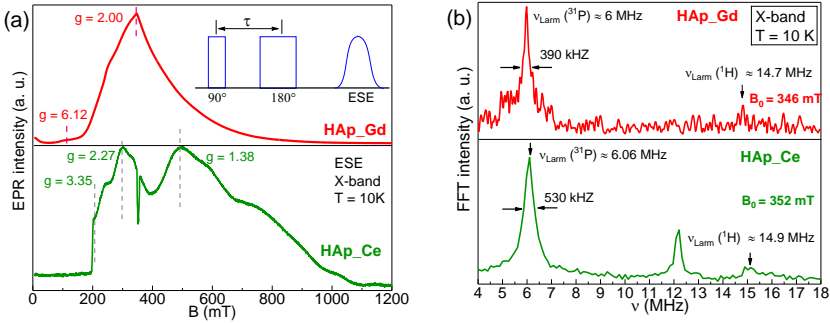 (a)
g = 2.00
τ
90°
180°
ESE
g = 6.12
HAp_Gd
g = 2.27
g = 1.38
g = 3.35
ESE
X-band
T = 10K
HAp_Ce
EPR intensity (a. u.)
0 200 400 600 800 1000 1200
B (mT)
(b)
νLarm (31P) ≈ 6 MHz
HAp_Gd
X-band
T = 10 K
390 kHZ
νLarm (1H) ≈ 14.7 MHz
B0 = 346 mT
νLarm (31P) ≈ 6.06 MHz
HAp_Ce
530 kHZ
B0 = 352 mT
νLarm (1H) ≈ 14.9 MHz
FFT intensity (a. u.)
4 5 6 7 8 9 10 11 12 13 14 15 16 17 18
ν (MHz)